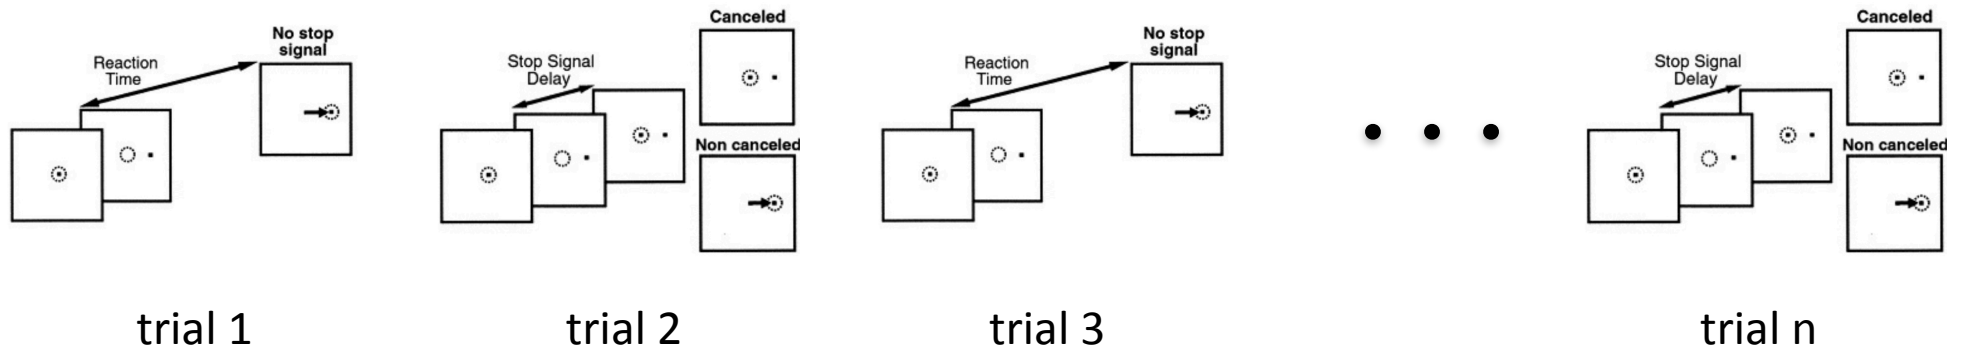 No stop
signal
Reaction
Time
trial 1
Canceled
Stop Signal
Delay
Non canceled
trial 2
No stop
signal
Reaction
Time
trial 3
Canceled
Stop Signal
Delay
Non canceled
trial n